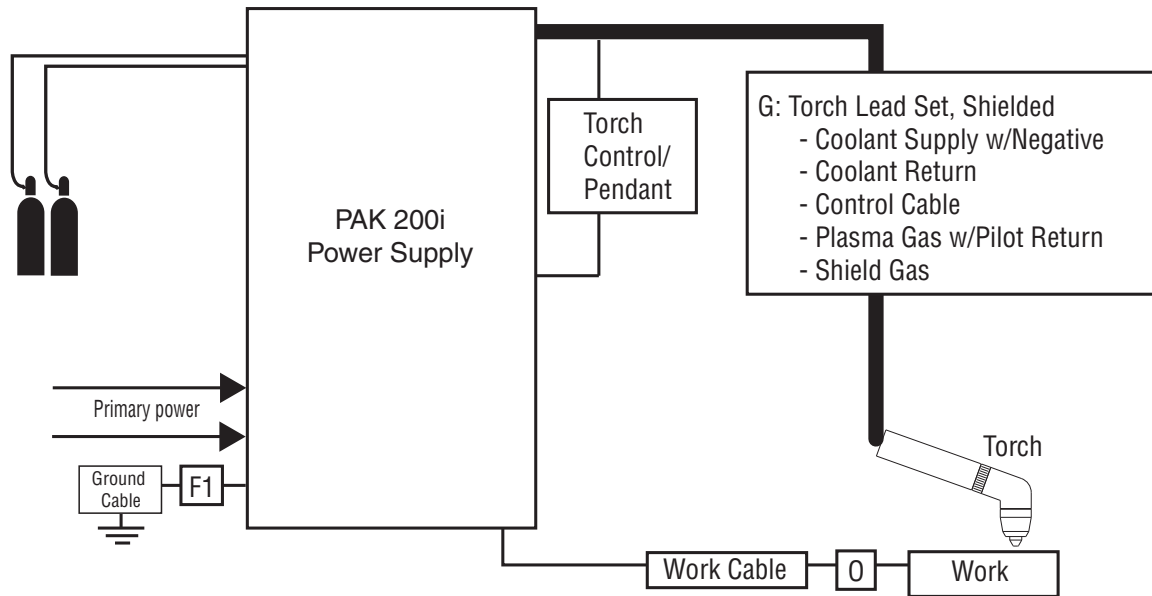 G: Torch Lead Set, Shielded
- Coolant Supply w/Negative
- Coolant Return
- Control Cable
- Plasma Gas w/Pilot Return
- Shield Gas
Torch
Control/
Pendant
PAK 200i
Power Supply
Primary power
Ground
Cable
F1
Torch
Work Cable
O
Work